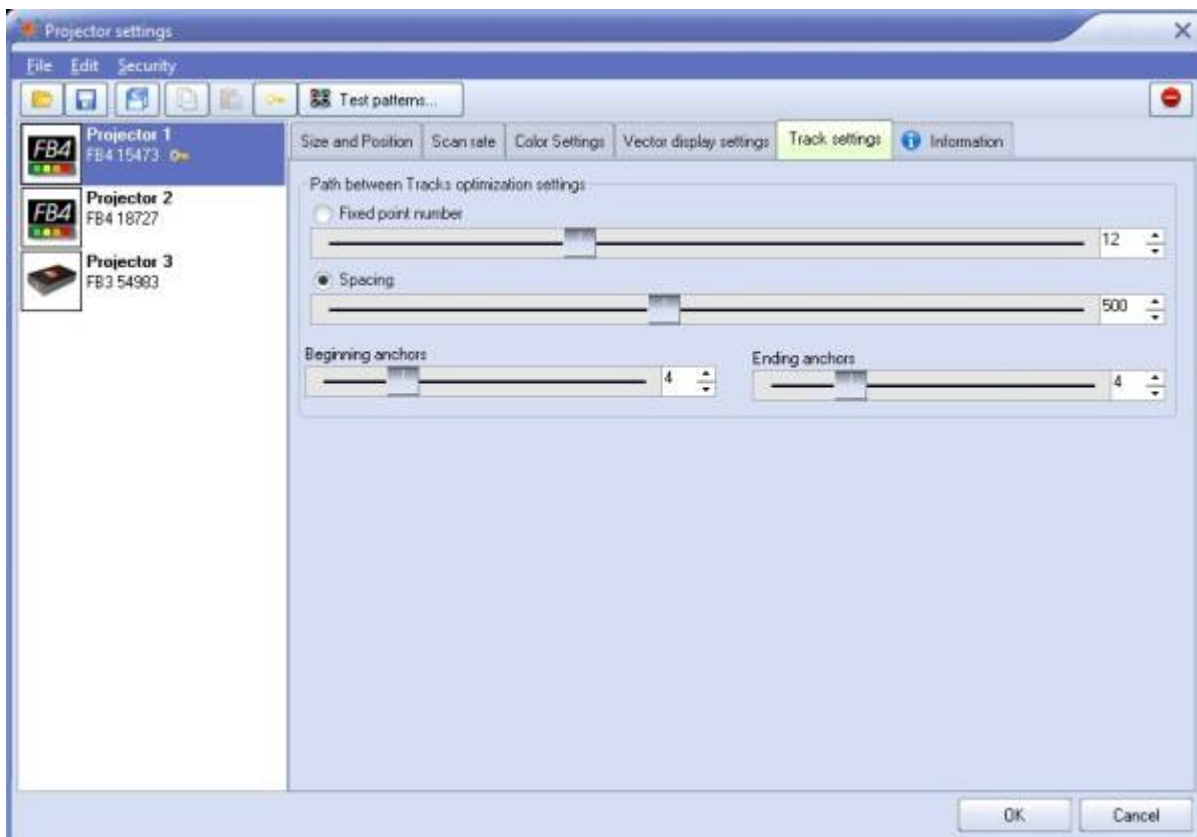 Projector settings
File Edit Security
Test patterns...
FB4
Projector 1
FB4 15473
FB4
Projector 2
FB4 18727
Projector 3
FB3 54983
Size and Position Scan rate Color Settings Vector display settings Track settings Information
Path between Tracks optimization settings
Fixed point number
12
Spacing
500
Beginning anchors
4
Ending anchors
4
OK Cancel